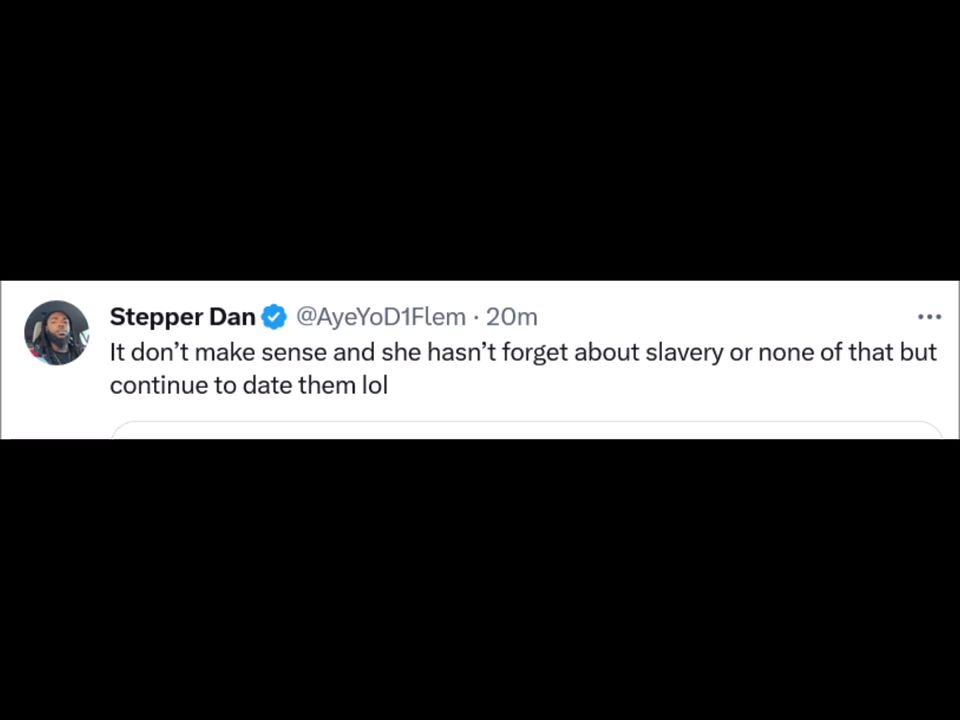 Stepper Dan @AyeYoD1Flem · 20m
It don’t make sense and she hasn’t forget about slavery or none of that but
continue to date them lol